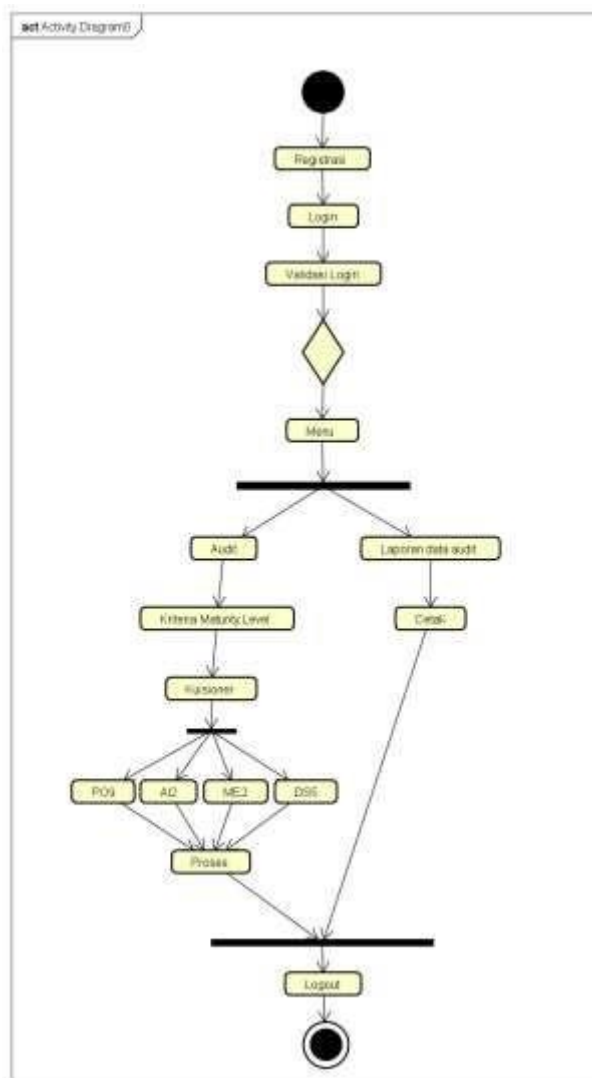 act Activity Diagram0
Registrasi
Login
Validasi Login
Menu
Audit
Laporan data audit
Kriteria Maturity Level
Cetak
Kuisioner
PO9
AI2
ME2
DS5
Proses
Logout